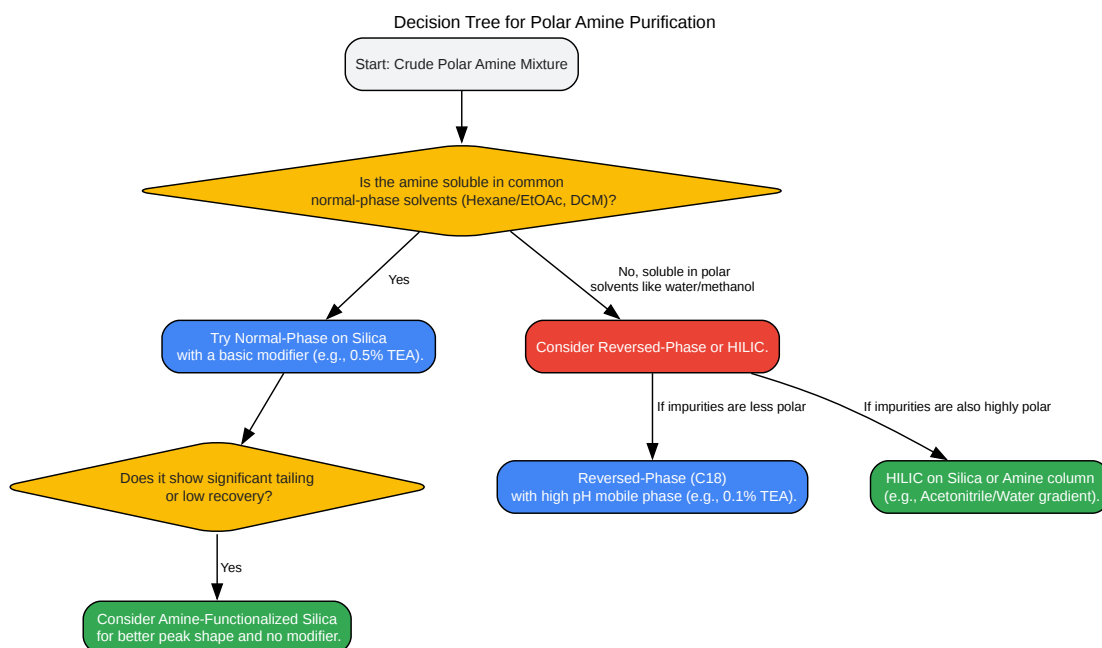 Decision Tree for Polar Amine Purification
Start: Crude Polar Amine Mixture
Is the amine soluble in common
normal-phase solvents (Hexane/EtOAc, DCM)?
Yes
No, soluble in polar
solvents like water/methanol
Try Normal-Phase on Silica
with a basic modifier (e.g., 0.5% TEA).
Consider Reversed-Phase or HILIC.
If impurities are less polar
If impurities are also highly polar
Does it show significant tailing
or low recovery?
Reversed-Phase (C18)
with high pH mobile phase (e.g., 0.1% TEA).
HILIC on Silica or Amine column
(e.g., Acetonitrile/Water gradient).
Yes
Consider Amine-Functionalized Silica
for better peak shape and no modifier.